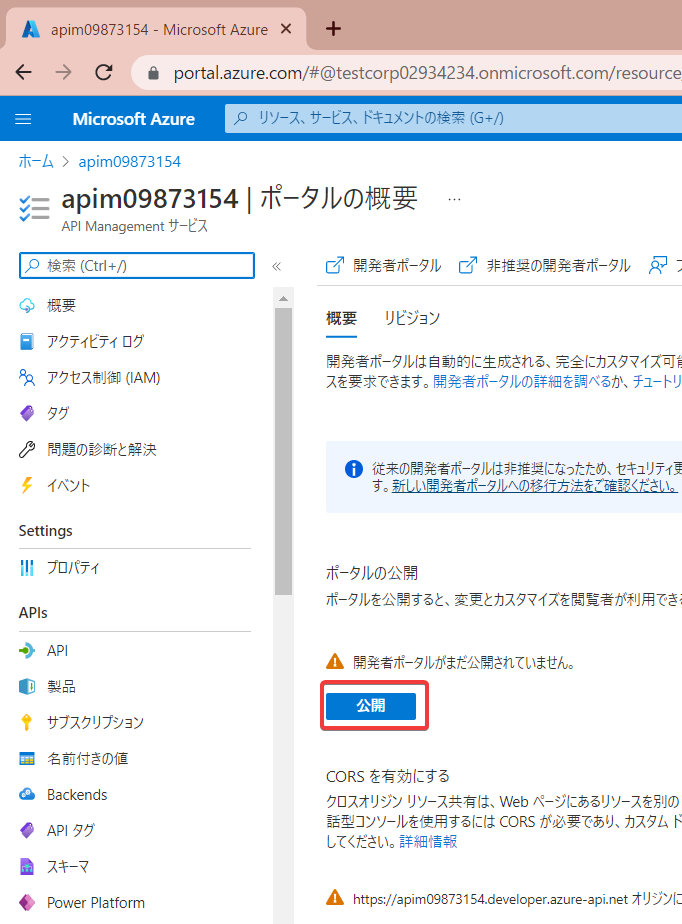 apim09873154 - Microsoft Azure
portal.azure.com/#@testcorp02934234.onmicrosoft.com/resource
Microsoft Azure
リソース、サービス、ドキュメントの検索 (G+/)
ホーム > apim09873154
apim09873154 | ポータルの概要 ...
API Management サービス
検索 (Ctrl+/)
概要
アクティビティ ログ
アクセス制御 (IAM)
タグ
問題の診断と解決
イベント
Settings
プロパティ
APIs
API
製品
サブスクリプション
名前付きの値
Backends
API タグ
スキーマ
Power Platform
開発者ポータル 非推奨の開発者ポータル
概要 リビジョン
開発者ポータルは自動的に生成される、完全にカスタマイズ可能
スを要求できます。開発者ポータルの詳細を調べるか、チュートリ
従来の開発者ポータルは非推奨になったため、セキュリティ更
す。新しい開発者ポータルへの移行方法をご確認ください。
ポータルの公開
ポータルを公開すると、変更とカスタマイズを閲覧者が利用できる
開発者ポータルがまだ公開されていません。
公開
CORS を有効にする
クロスオリジン リソース共有は、Web ページにあるリソースを別の
話型コンソールを使用するには CORS が必要であり、カスタム ド
してください。詳細情報
https://apim09873154.developer.azure-api.net オリジンに